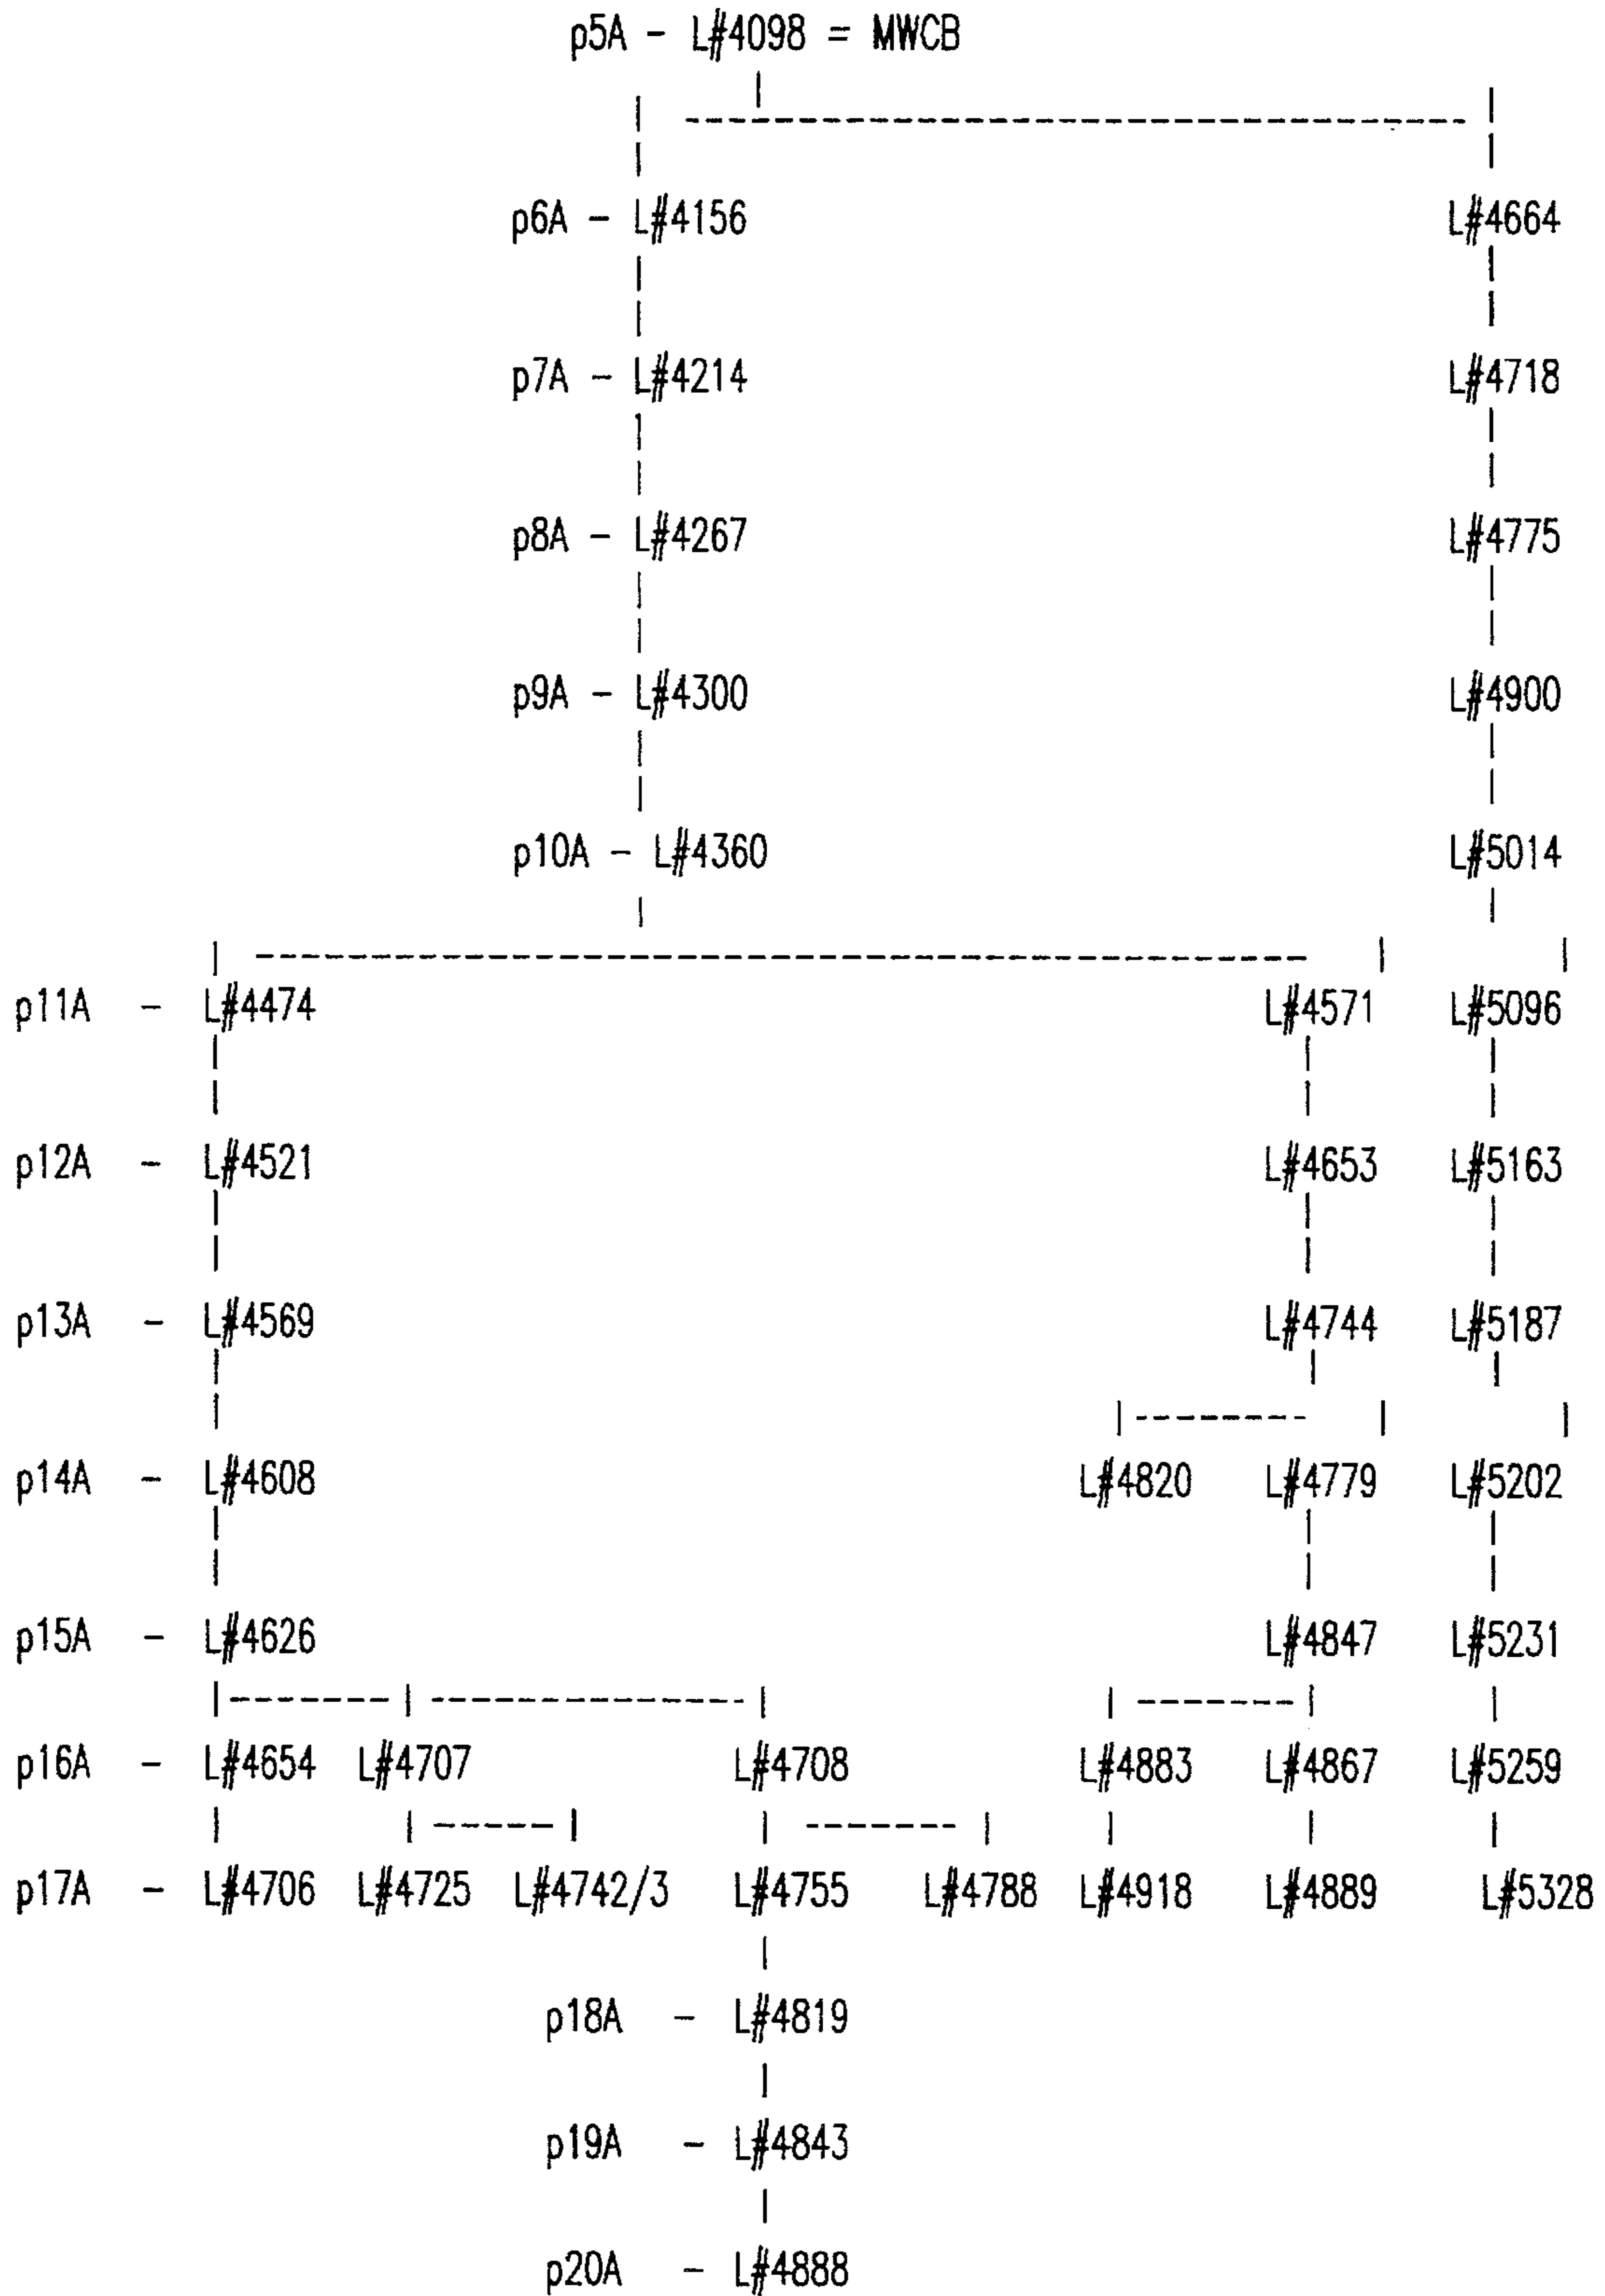 p5A - L#4098 = MWCB
p6A - L#4156 L#4664
p7A - L#4214 L#4718
p8A - L#4267 L#4775
p9A - L#4300 L#4900
p10A - L#4360 L#5014
p11A - L#4474 L#4571 L#5096
p12A - L#4521 L#4653 L#5163
p13A - L#4569 L#4744 L#5187
p14A - L#4608 L#4820 L#4779 L#5202
p15A - L#4626 L#4847 L#5231
p16A - L#4654 L#4707 L#4708 L#4883 L#4867 L#5259
p17A - L#4706 L#4725 L#4742/3 L#4755 L#4788 L#4918 L#4889 L#5328
p18A - L#4819
p19A - L#4843
p20A - L#4888